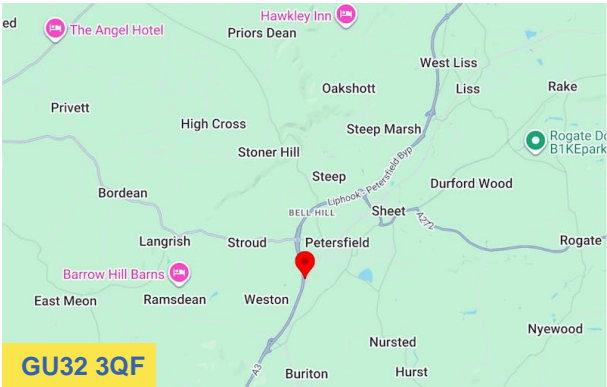 ed
The Angel Hotel
Hawkley Inn
Priors Dean
West Liss
Oakshott
Liss
Rake
Privett
High Cross
Steep Marsh
Rogate Do
B1KEpark
Stoner Hill
Steep
Durford Wood
Liphook - Petersfield Byp
Bordean
BELL HILL
Sheet
A272
Langrish
Stroud
Petersfield
Rogate
Barrow Hill Barns
East Meon
Ramsdean
Weston
Nyewood
A3
Nursted
GU32 3QF
Buriton
Hurst